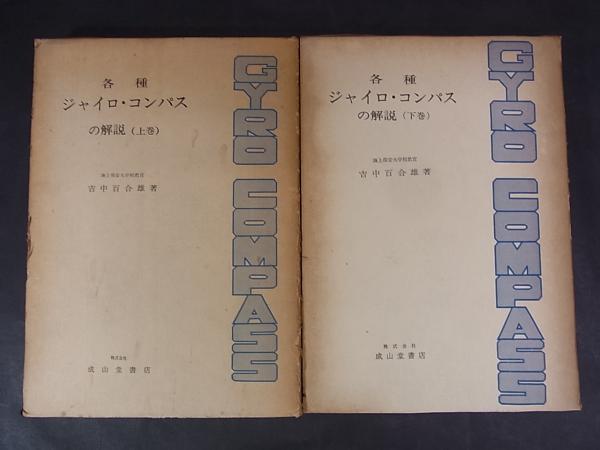 各種
ジャイロ・コンパス
の解説（上巻）
海上保安大学校教官
吉中百合雄著
株式会社
成山堂書店
GYRO COMPASS
各種
ジャイロ・コンパス
の解説（下巻）
海上保安大学校教官
吉中百合雄著
株式会社
成山堂書店
GYRO COMPASS